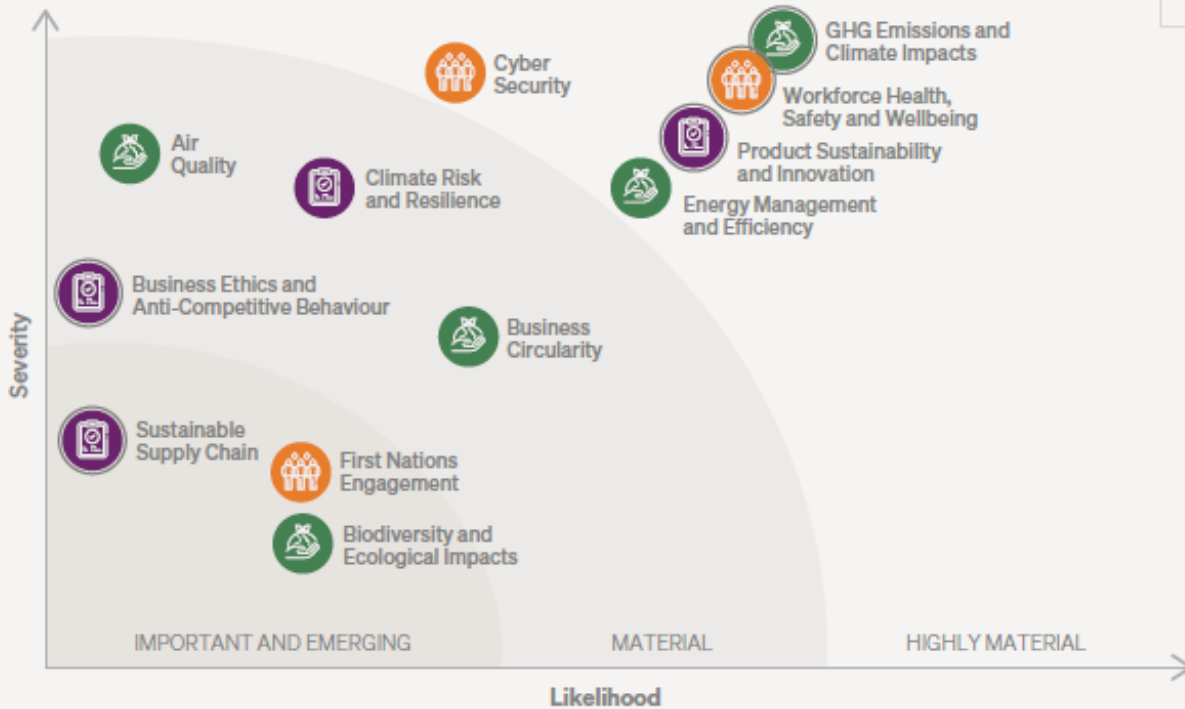 GHG Emissions and
Climate Impacts
Cyber
Security
Workforce Health,
Safety and Wellbeing
Air
Quality
Product Sustainability
and Innovation
Climate Risk
and Resilience
Energy Management
and Efficiency
Business Ethics and
Anti-Competitive Behaviour
Business
Circularity
Severity
Sustainable
Supply Chain
First Nations
Engagement
Biodiversity and
Ecological Impacts
IMPORTANT AND EMERGING
MATERIAL
HIGHLY MATERIAL
Likelihood